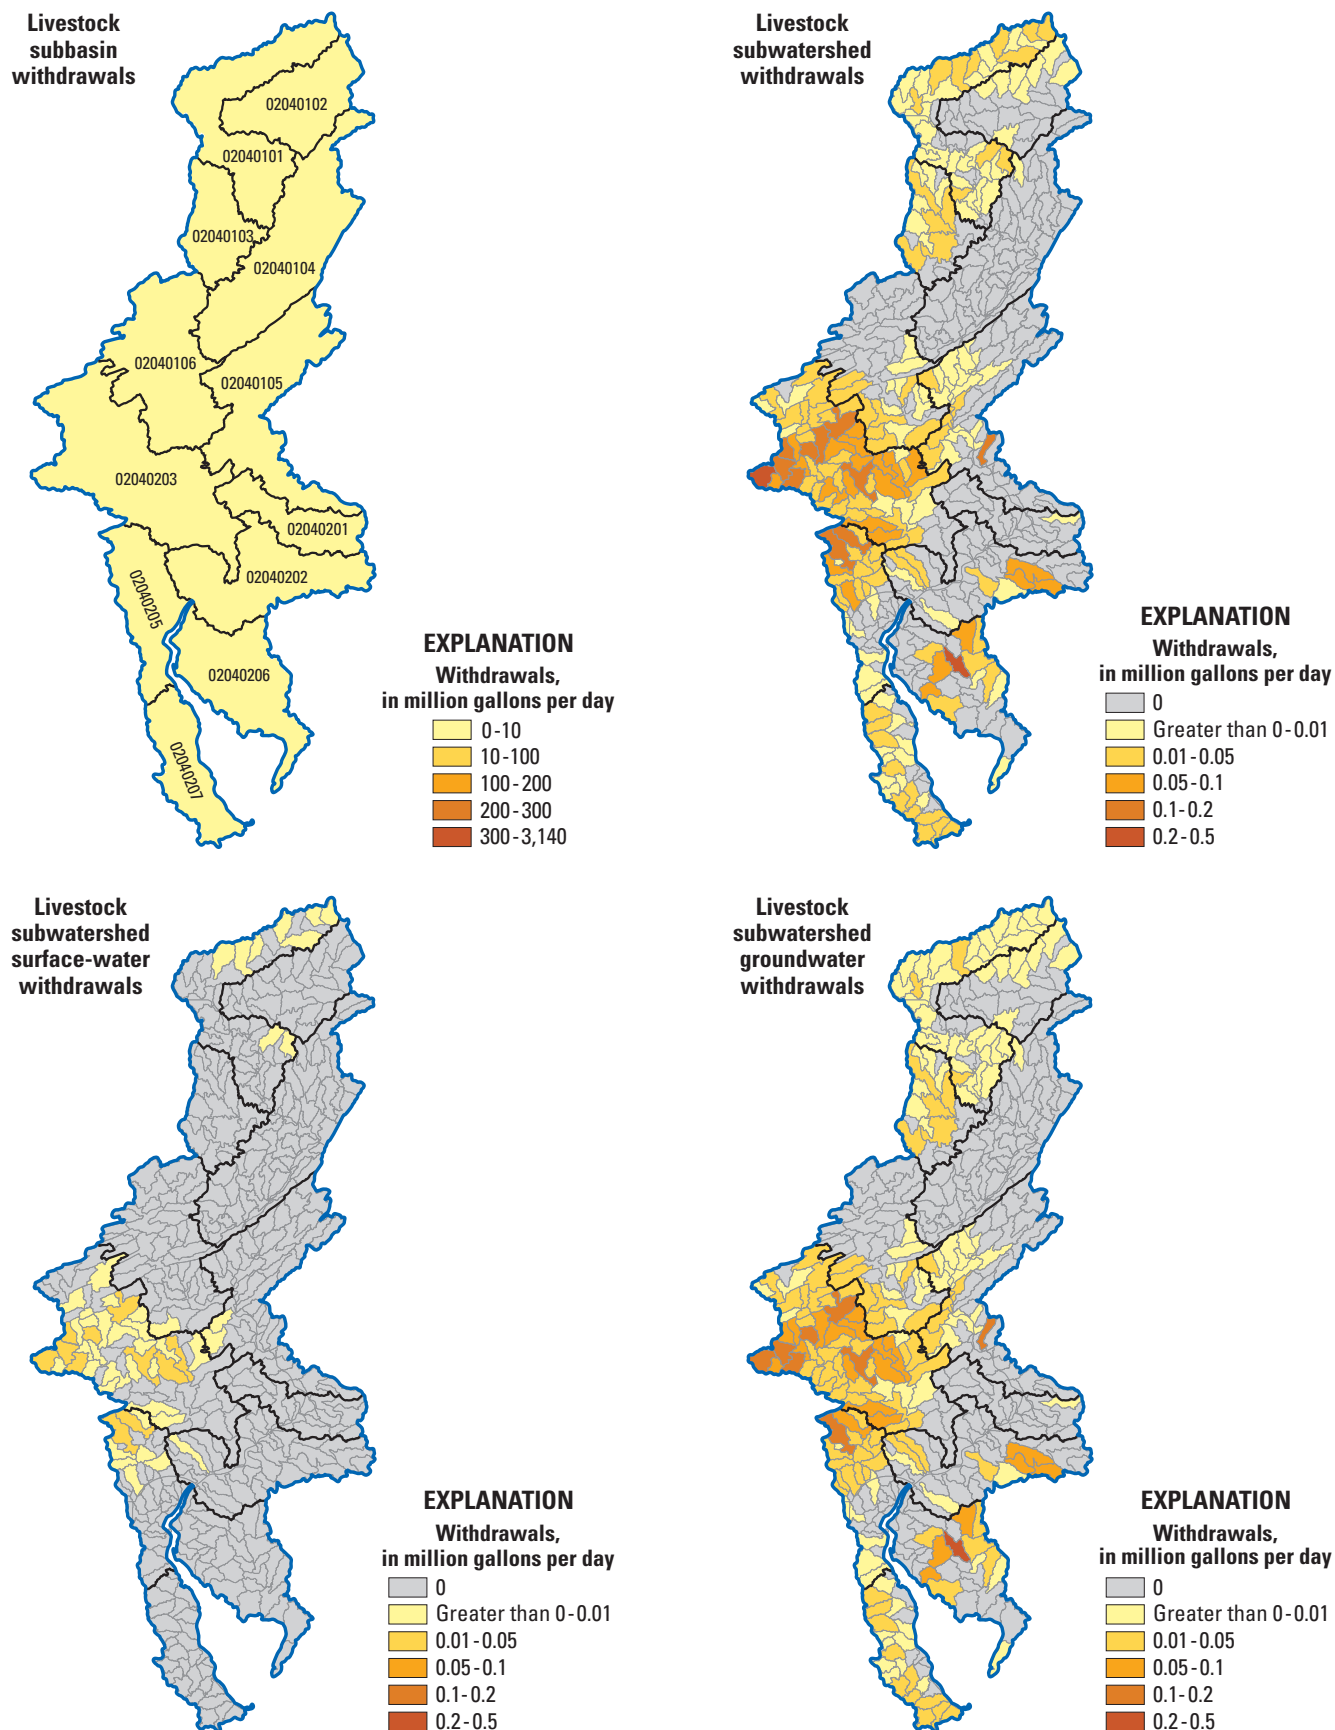 Livestock
subbasin
withdrawals
02040102
02040101
02040103
02040104
02040106
02040105
02040203
02040201
02040202
02040205
02040206
02040207
EXPLANATION
Withdrawals,
in million gallons per day
0-10
10-100
100-200
200-300
300-3,140
Livestock
subwatershed
withdrawals
EXPLANATION
Withdrawals,
in million gallons per day
0
Greater than 0-0.01
0.01-0.05
0.05-0.1
0.1-0.2
0.2-0.5
Livestock
subwatershed
surface-water
withdrawals
EXPLANATION
Withdrawals,
in million gallons per day
0
Greater than 0-0.01
0.01-0.05
0.05-0.1
0.1-0.2
0.2-0.5
Livestock
subwatershed
groundwater
withdrawals
EXPLANATION
Withdrawals,
in million gallons per day
0
Greater than 0-0.01
0.01-0.05
0.05-0.1
0.1-0.2
0.2-0.5